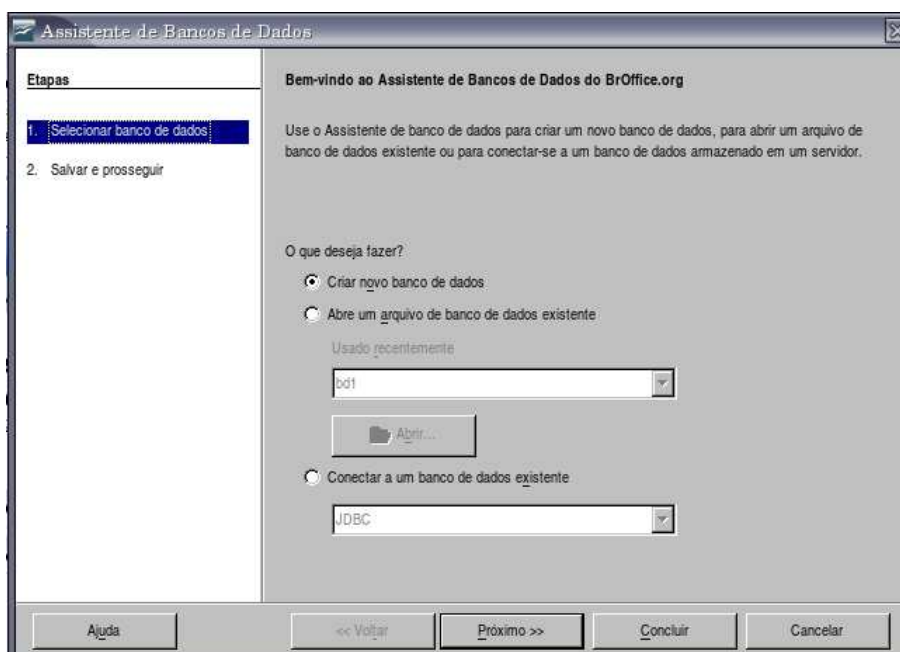 Assistente de Bancos de Dados
Etapas
1. Selecionar banco de dados
2. Salvar e prosseguir
Bem-vindo ao Assistente de Bancos de Dados do BrOffice.org
Use o Assistente de banco de dados para criar um novo banco de dados, para abrir um arquivo de
banco de dados existente ou para conectar-se a um banco de dados armazenado em um servidor.
O que deseja fazer?
Criar novo banco de dados
Abre um arquivo de banco de dados existente
Usado recentemente
bd1
Abrir...
Conectar a um banco de dados existente
JDBC
Ajuda
<< Voltar
Próximo >>
Concluir
Cancelar